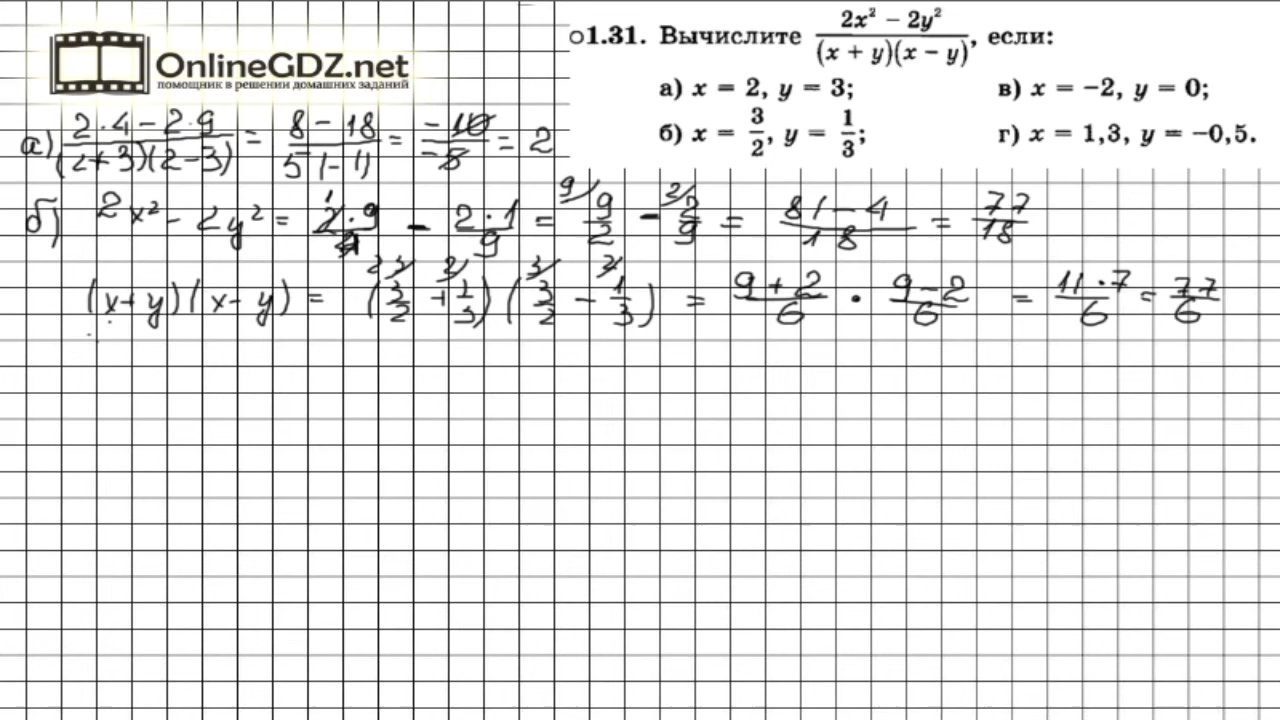 OnlineGDZ.net
помощник в решении домашних заданий
○1.31. Вычислите (2x² − 2y²)/((x + y)(x − y)), если:
а) x = 2, y = 3;
в) x = −2, y = 0;
б) x = 3/2, y = 1/3;
г) x = 1,3, y = −0,5.
а) (2·4 − 2·9)/((2+3)(2−3)) = (8 − 18)/(5(−1)) = −10/−5 = 2
б) 2x² − 2y² = 2·9/4 − 2·1/9 = 9/2 − 2/9 = (81 − 4)/18 = 77/18
(x+y)(x−y) = (3/2 + 1/3)(3/2 − 1/3) = (9+2)/6 · (9−2)/6 = 11·7/6 = 77/6